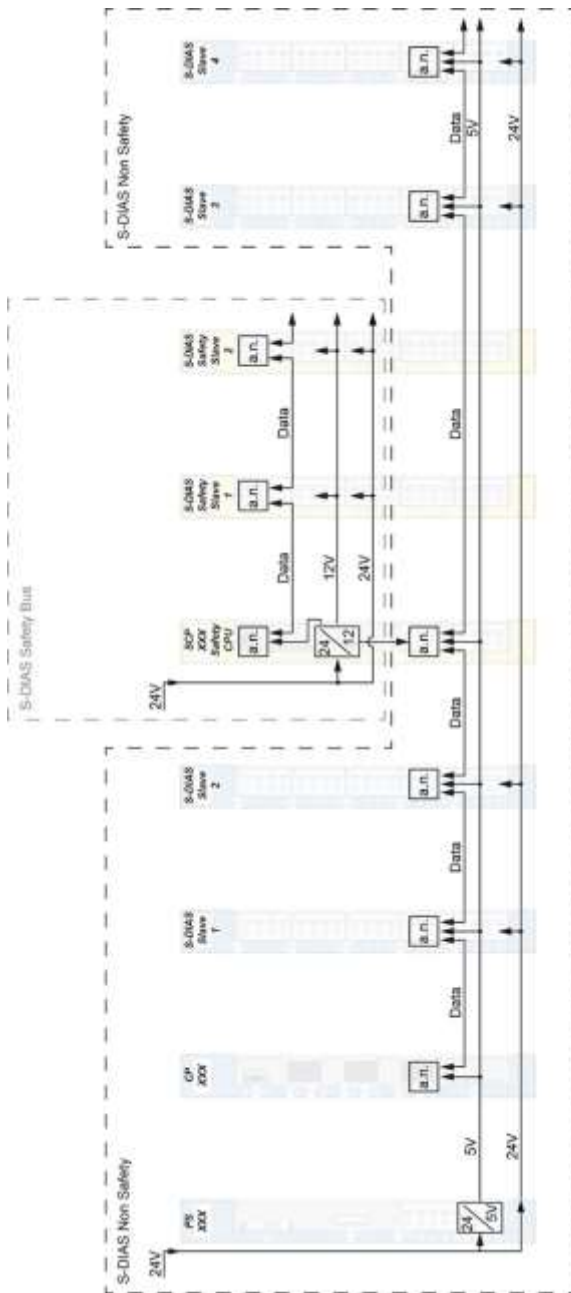 S-DIAS Safety Bus
S-DIAS Non Safety
S-DIAS Non Safety
24V
24V
PS
XXX
CP
XXX
S-DIAS
Slave
1
S-DIAS
Slave
2
SCP
XXX
Safety
CPU
S-DIAS
Safety
Slave
1
S-DIAS
Safety
Slave
2
S-DIAS
Slave
3
S-DIAS
Slave
4
a.n.
a.n.
a.n.
Data
Data
24
12
12V
24V
a.n.
a.n.
a.n.
a.n.
a.n.
a.n.
Data
Data
Data
Data
Data
24
5V
5V
5V
24V
24V